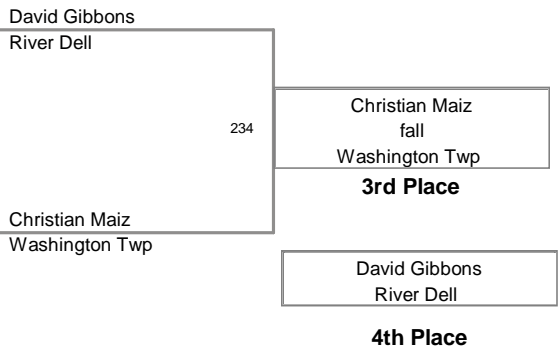 David Gibbons
River Dell
234
Christian Maiz
fall
Washington Twp
3rd Place
Christian Maiz
Washington Twp
David Gibbons
River Dell
4th Place